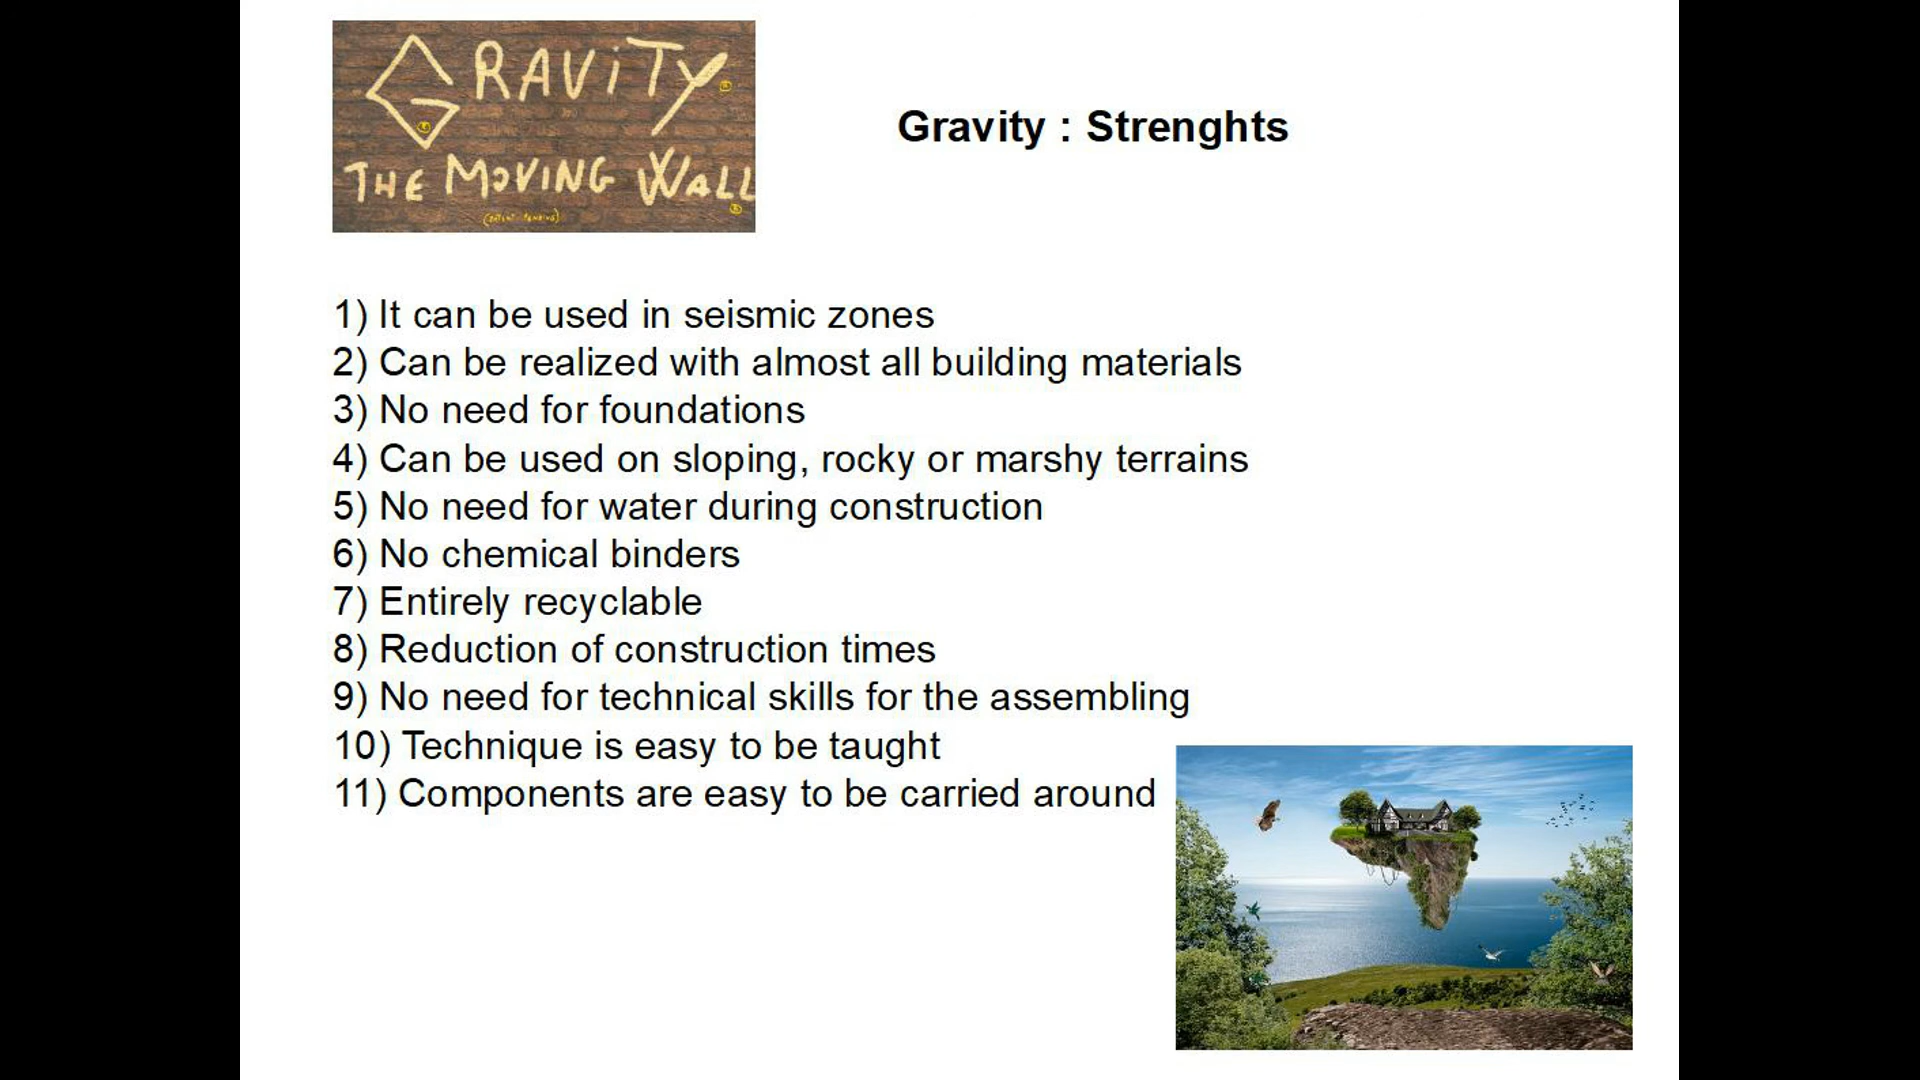 GRAViTy
THE MOVING WALL
(PATENT PENDING)
Gravity : Strenghts
1) It can be used in seismic zones
2) Can be realized with almost all building materials
3) No need for foundations
4) Can be used on sloping, rocky or marshy terrains
5) No need for water during construction
6) No chemical binders
7) Entirely recyclable
8) Reduction of construction times
9) No need for technical skills for the assembling
10) Technique is easy to be taught
11) Components are easy to be carried around